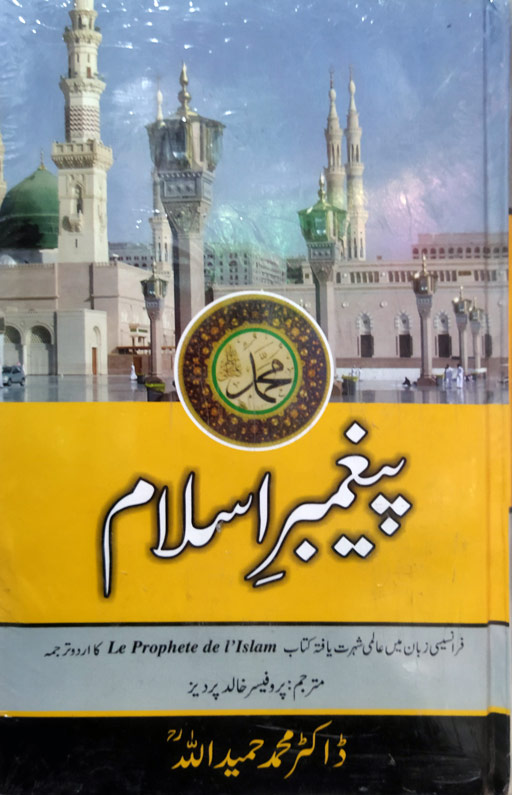 محمد
پیغمبرِ اسلام
فرانسیسی زبان میں عالمی شہرت یافتہ کتاب Le Prophete de l'Islam کا اردو ترجمہ
مترجم: پروفیسر خالد پرویز
ڈاکٹر محمد حمید اللہ ؒ